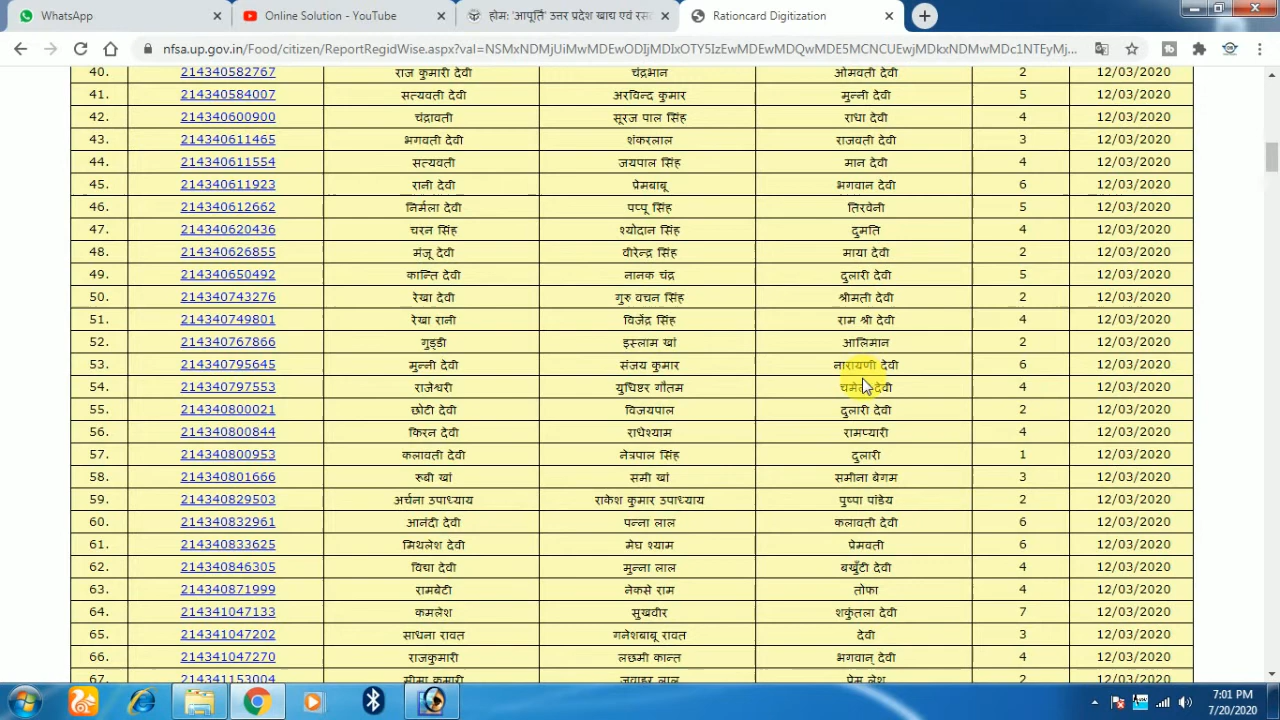 WhatsApp
Online Solution - YouTube
होम, आपूर्ति उत्तर प्रदेश खाद्य एवं रस
Rationcard Digitization
nfsa.up.gov.in/Food/citizen/ReportRegidWise.aspx?val=NSMxNDMjUiMwMDEwODIjMDIxOTY5IzEwMDEwMDQwMDE5MCNCUEwjMDkxNDMwMDc1NTEyMj...
40. 214340582767 राज कुमारी देवी चंद्रभान ओमवती देवी 2 12/03/2020
41. 214340584007 सत्यवती देवी अरविन्द कुमार मुन्नी देवी 5 12/03/2020
42. 214340600900 चंद्रावती सूरज पाल सिंह राधा देवी 4 12/03/2020
43. 214340611465 भगवती देवी शंकरलाल राजवती देवी 3 12/03/2020
44. 214340611554 सत्यवती जयपाल सिंह मान देवी 4 12/03/2020
45. 214340611923 रानी देवी प्रेमबाबू भगवान देवी 6 12/03/2020
46. 214340612662 निर्मला देवी पप्पू सिंह तिरवेनी 5 12/03/2020
47. 214340620436 चरन सिंह श्योदान सिंह दुमति 4 12/03/2020
48. 214340626855 मंजू देवी वीरेन्द्र सिंह माया देवी 2 12/03/2020
49. 214340650492 कान्ति देवी नानक चंद्र दुलारी देवी 5 12/03/2020
50. 214340743276 रेखा देवी गुरु वचन सिंह श्रीमती देवी 2 12/03/2020
51. 214340749801 रेखा रानी विजेंद्र सिंह राम श्री देवी 4 12/03/2020
52. 214340767866 गुड्डी इस्लाम खां आलिमान 2 12/03/2020
53. 214340795645 मुन्नी देवी संजय कुमार नारायणी देवी 6 12/03/2020
54. 214340797553 राजेश्वरी युधिष्टर गौतम देवी 4 12/03/2020
55. 214340800021 छोटी देवी विजयपाल दुलारी देवी 2 12/03/2020
56. 214340800844 किरन देवी राधेश्याम रामप्यारी 4 12/03/2020
57. 214340800953 कलावती देवी नेत्रपाल सिंह दुलारी 1 12/03/2020
58. 214340801666 रूबी खां समी खां समीना बेगम 3 12/03/2020
59. 214340829503 अर्चना उपाध्याय राकेश कुमार उपाध्याय पुष्पा पांडेय 2 12/03/2020
60. 214340832961 आनंदी देवी पन्ना लाल कलावती देवी 6 12/03/2020
61. 214340833625 मिथलेश देवी मेघ श्याम प्रेमवती 6 12/03/2020
62. 214340846305 विद्या देवी मुन्ना लाल बखुँटी देवी 4 12/03/2020
63. 214340871999 रामबेटी नेकसे राम तोफा 4 12/03/2020
64. 214341047133 कमलेश सुखवीर शकुंतला देवी 7 12/03/2020
65. 214341047202 साधना रावत गनेशबाबू रावत देवी 3 12/03/2020
66. 214341047270 राजकुमारी लछमी कान्त भगवान् देवी 4 12/03/2020
67. 214341153004 सीमा कुमारी जवाहर लाल प्रेम लेश 2 12/03/2020
7:01 PM
7/20/2020